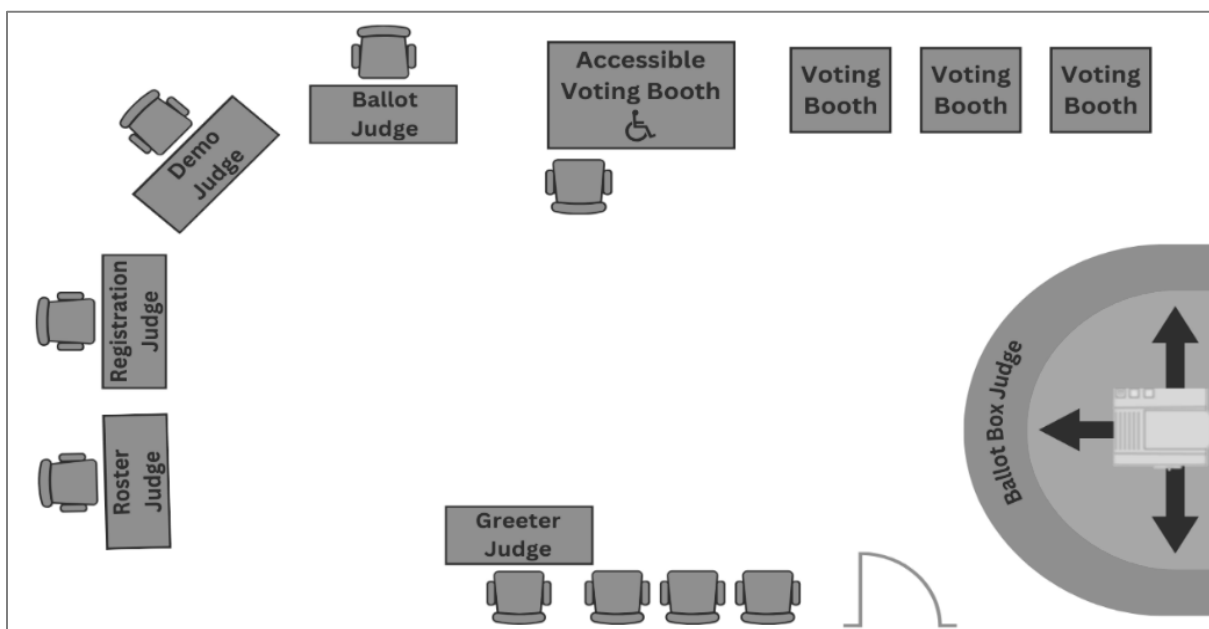 Ballot
Judge
Accessible
Voting Booth
Voting
Booth
Voting
Booth
Voting
Booth
Demo
Judge
Registration
Judge
Roster
Judge
Greeter
Judge
Ballot Box Judge